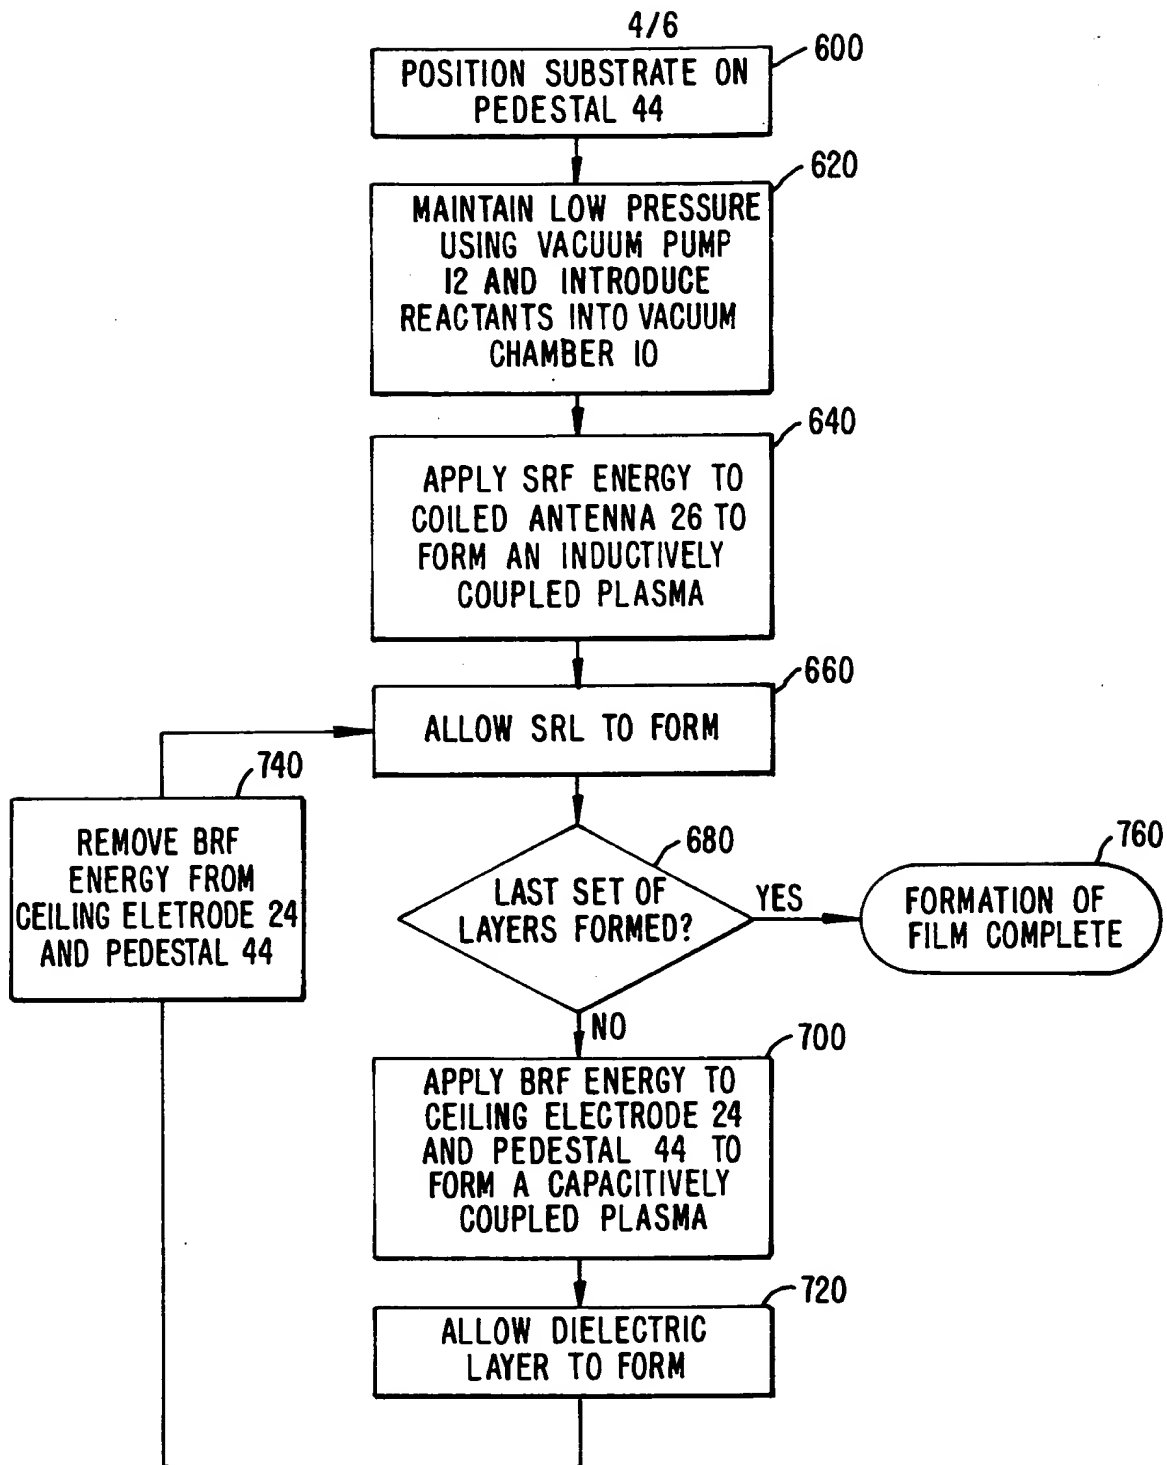 4/6
600
POSITION SUBSTRATE ON
PEDESTAL 44
620
MAINTAIN LOW PRESSURE
USING VACUUM PUMP
12 AND INTRODUCE
REACTANTS INTO VACUUM
CHAMBER 10
640
APPLY SRF ENERGY TO
COILED ANTENNA 26 TO
FORM AN INDUCTIVELY
COUPLED PLASMA
660
ALLOW SRL TO FORM
740
REMOVE BRF
ENERGY FROM
CEILING ELETRODE 24
AND PEDESTAL 44
680
LAST SET OF
LAYERS FORMED?
YES
760
FORMATION OF
FILM COMPLETE
NO
700
APPLY BRF ENERGY TO
CEILING ELECTRODE 24
AND PEDESTAL 44 TO
FORM A CAPACITIVELY
COUPLED PLASMA
720
ALLOW DIELECTRIC
LAYER TO FORM